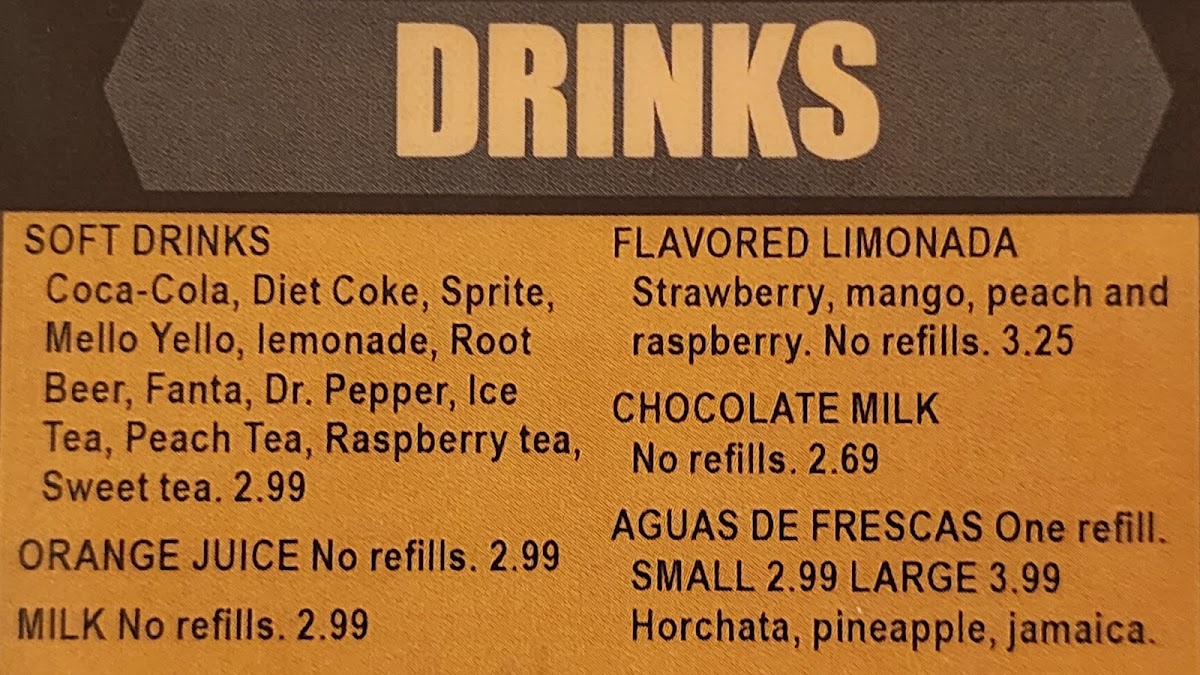 DRINKS
SOFT DRINKS
Coca-Cola, Diet Coke, Sprite,
Mello Yello, lemonade, Root
Beer, Fanta, Dr. Pepper, Ice
Tea, Peach Tea, Raspberry tea,
Sweet tea. 2.99
ORANGE JUICE No refills. 2.99
MILK No refills. 2.99
FLAVORED LIMONADA
Strawberry, mango, peach and
raspberry. No refills. 3.25
CHOCOLATE MILK
No refills. 2.69
AGUAS DE FRESCAS One refill.
SMALL 2.99 LARGE 3.99
Horchata, pineapple, jamaica.